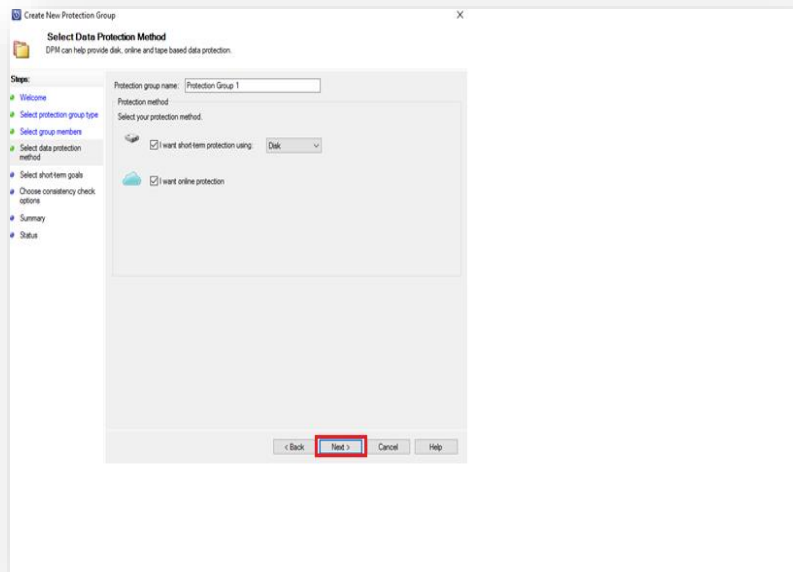 Create New Protection Group
X
Select Data Protection Method
DPM can help provide disk, online and tape based data protection.
Steps:
Welcome
Select protection group type
Select group members
Select data protection
method
Select short-term goals
Choose consistency check
options
Summary
Status
Protection group name: Protection Group 1
Protection method
Select your protection method.
I want short-term protection using: Disk
I want online protection
< Back Next > Cancel Help